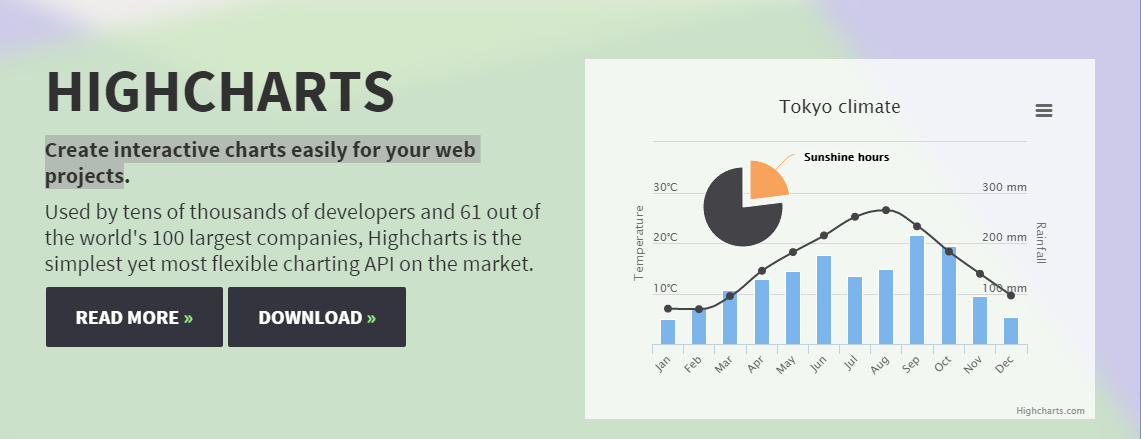 HIGHCHARTS
Create interactive charts easily for your web
projects.
Used by tens of thousands of developers and 61 out of
the world's 100 largest companies, Highcharts is the
simplest yet most flexible charting API on the market.
READ MORE »
DOWNLOAD »
Tokyo climate
Sunshine hours
30°C
20°C
10°C
Temperature
300 mm
200 mm
100 mm
Rainfall
Jan
Feb
Mar
Apr
May
Jun
Jul
Aug
Sep
Oct
Nov
Dec
Highcharts.com